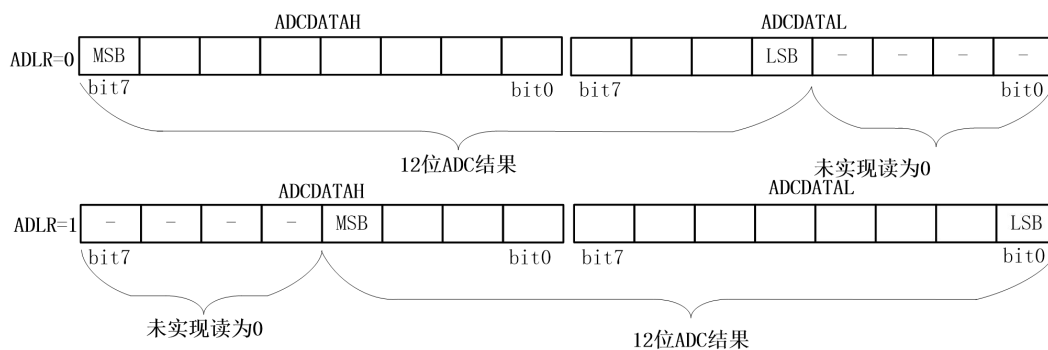 ADCDATAH ADCDATAL
ADLR=0 MSB LSB - - - -
bit7 bit0 bit7 bit0
12位ADC结果 未实现读为0
ADCDATAH ADCDATAL
ADLR=1 - - - - MSB LSB
bit7 bit0 bit7 bit0
未实现读为0 12位ADC结果